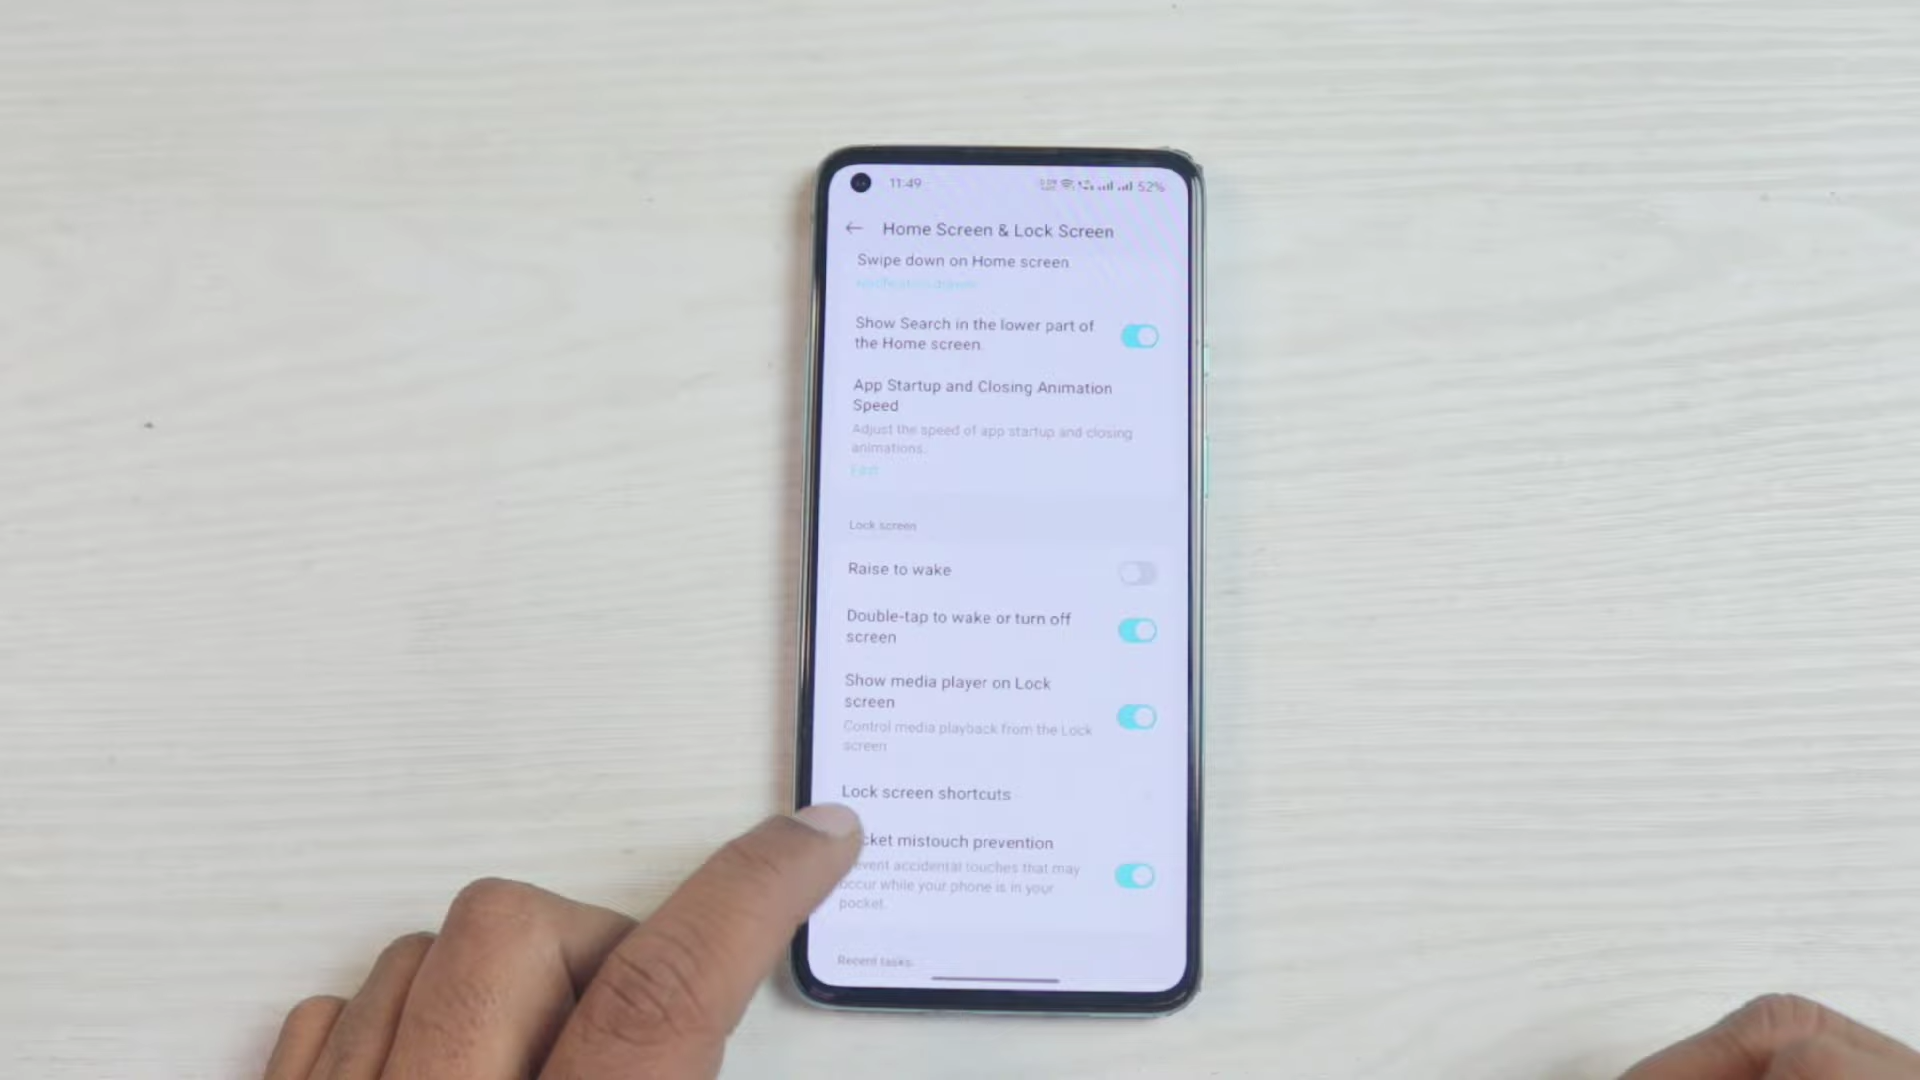 11:49
52%
Home Screen & Lock Screen
Swipe down on Home screen
Notification drawer
Show Search in the lower part of
the Home screen.
App Startup and Closing Animation
Speed
Adjust the speed of app startup and closing
animations.
Fast
Lock screen
Raise to wake
Double-tap to wake or turn off
screen
Show media player on Lock
screen
Control media playback from the Lock
screen
Lock screen shortcuts
cket mistouch prevention
event accidental touches that may
occur while your phone is in your
pocket.
Recent tasks